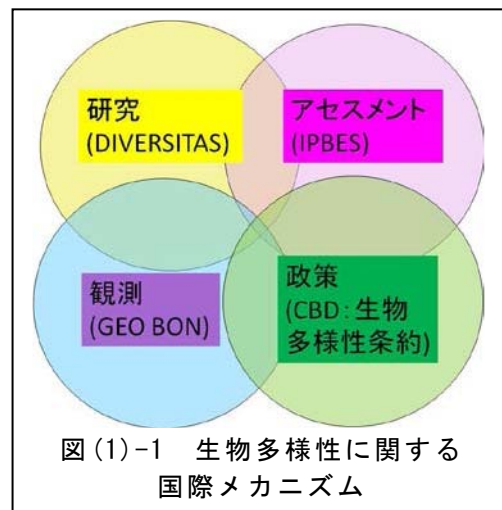 研究
(DIVERSITAS)
アセスメント
(IPBES)
観測
(GEO BON)
政策
(CBD：生物
多様性条約)
図(1)-1 生物多様性に関する
国際メカニズム